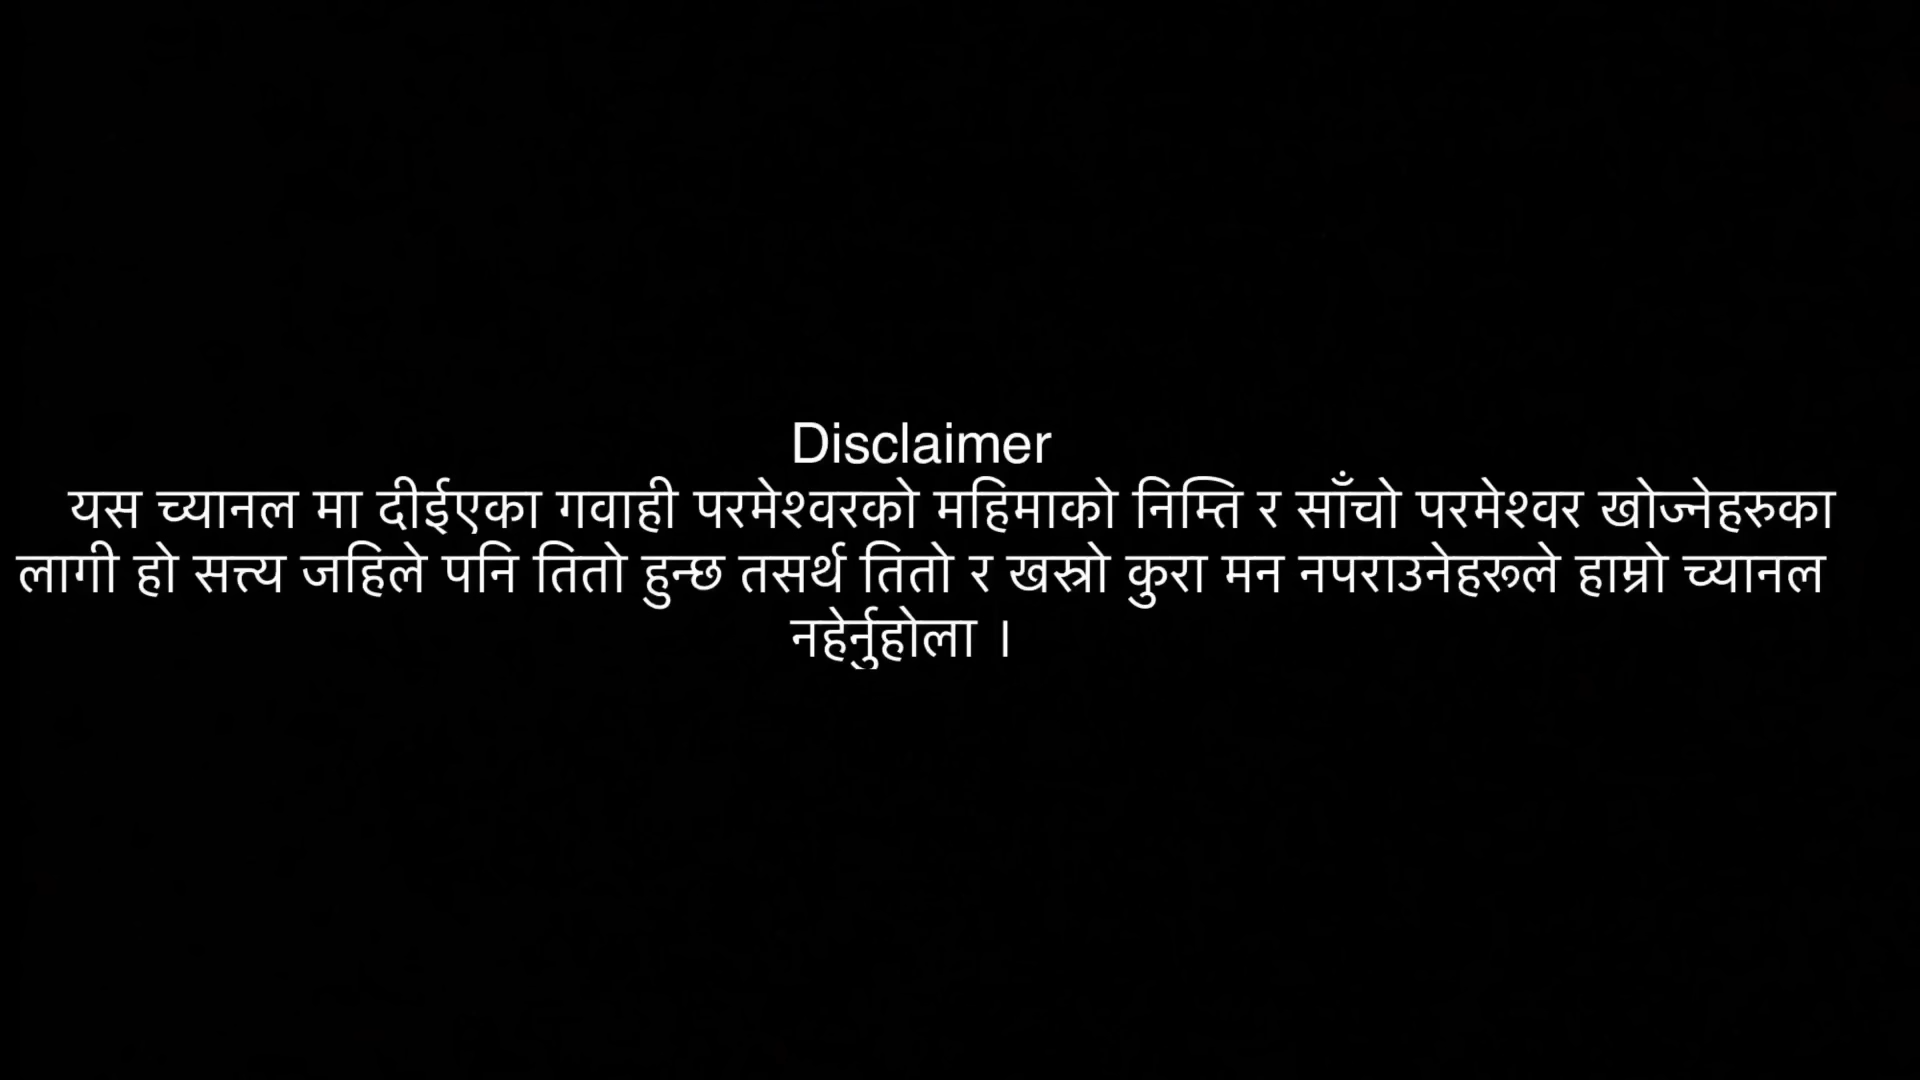 Disclaimer
यस च्यानल मा दीईएका गवाही परमेश्वरको महिमाको निम्ति र साँचो परमेश्वर खोज्नेहरुका
लागी हो सत्त्य जहिले पनि तितो हुन्छ तसर्थ तितो र खस्रो कुरा मन नपराउनेहरूले हाम्रो च्यानल
नहेर्नुहोला ।